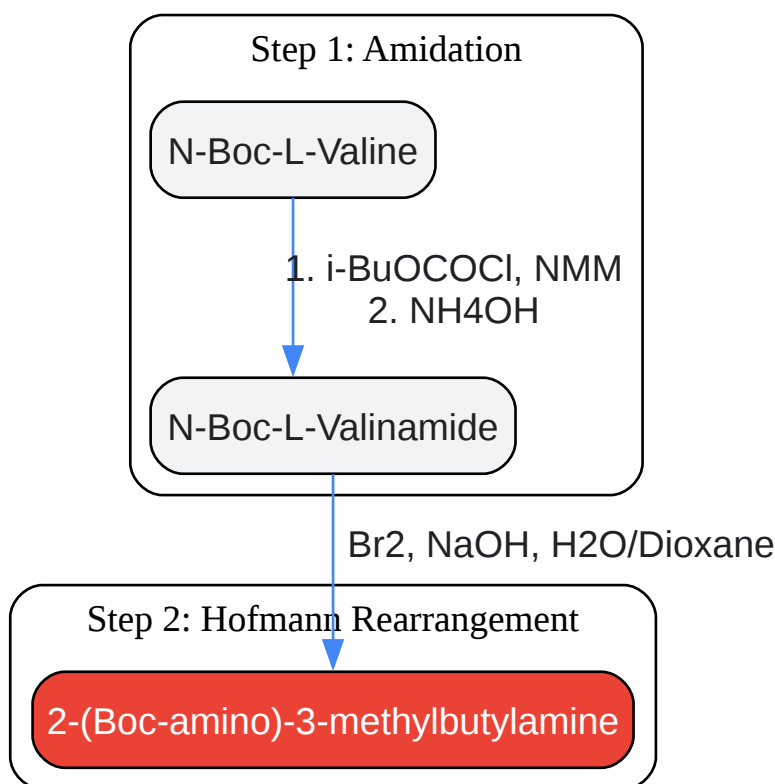 Step 1: Amidation
N-Boc-L-Valine
1. i-BuOCOCl, NMM
2. NH4OH
N-Boc-L-Valinamide
Br2, NaOH, H2O/Dioxane
Step 2: Hofmann Rearrangement
2-(Boc-amino)-3-methylbutylamine